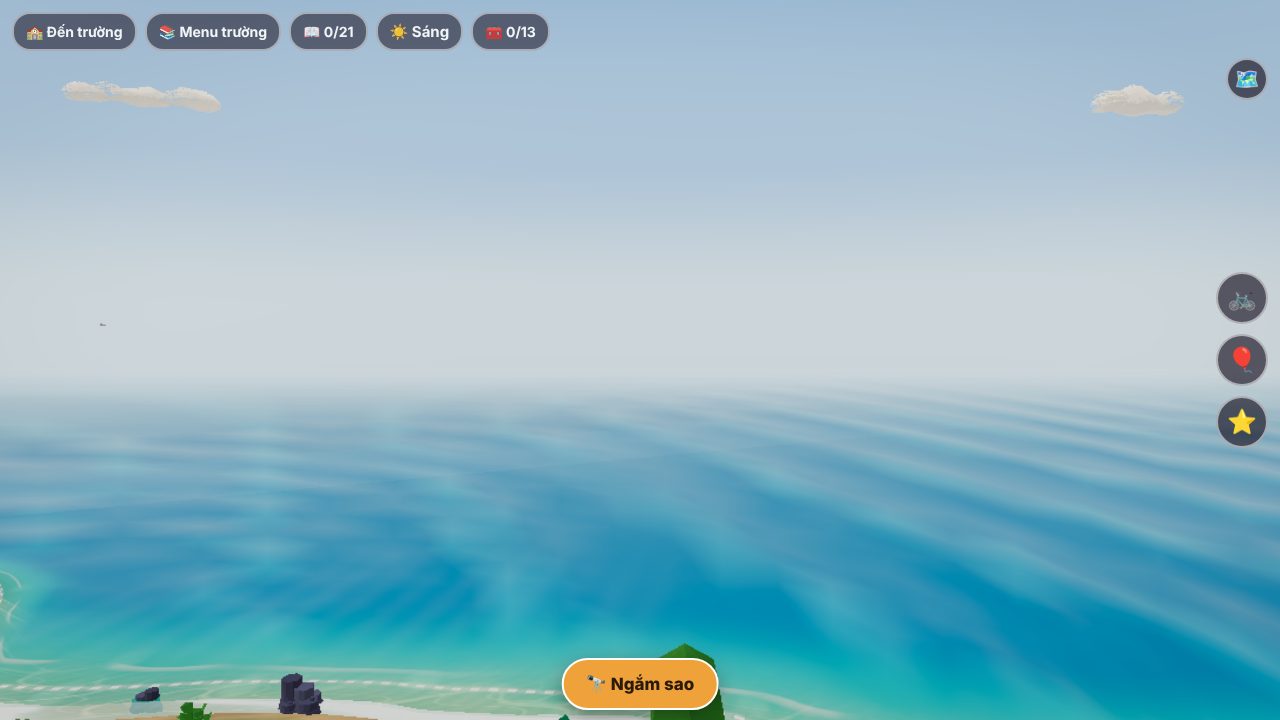 Đến trường
Menu trường
0/21
Sáng
0/13
Ngắm sao